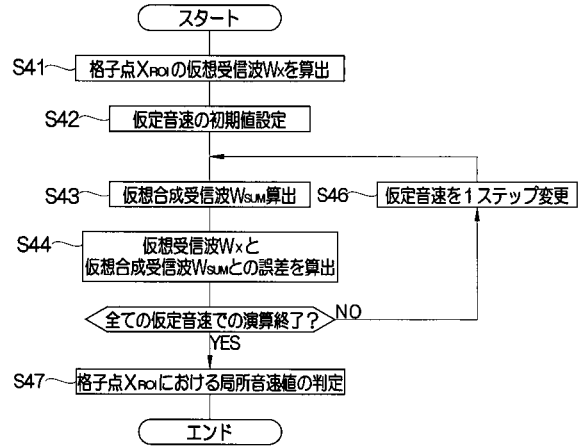 スタート
S41
格子点XROIの仮想受信波WXを算出
S42
仮定音速の初期値設定
S43
仮想合成受信波WSUM算出
S46
仮定音速を1ステップ変更
S44
仮想受信波WXと
仮想合成受信波WSUMとの誤差を算出
全ての仮定音速での演算終了?
NO
YES
S47
格子点XROIにおける局所音速値の判定
エンド